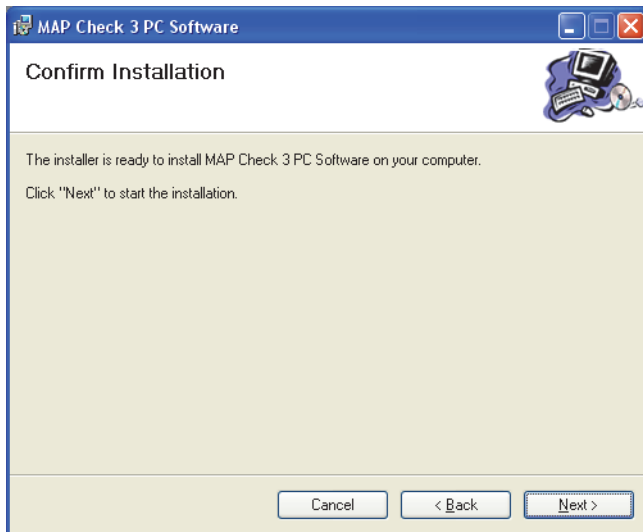 MAP Check 3 PC Software
Confirm Installation
The installer is ready to install MAP Check 3 PC Software on your computer.
Click "Next" to start the installation.
Cancel
< Back
Next >